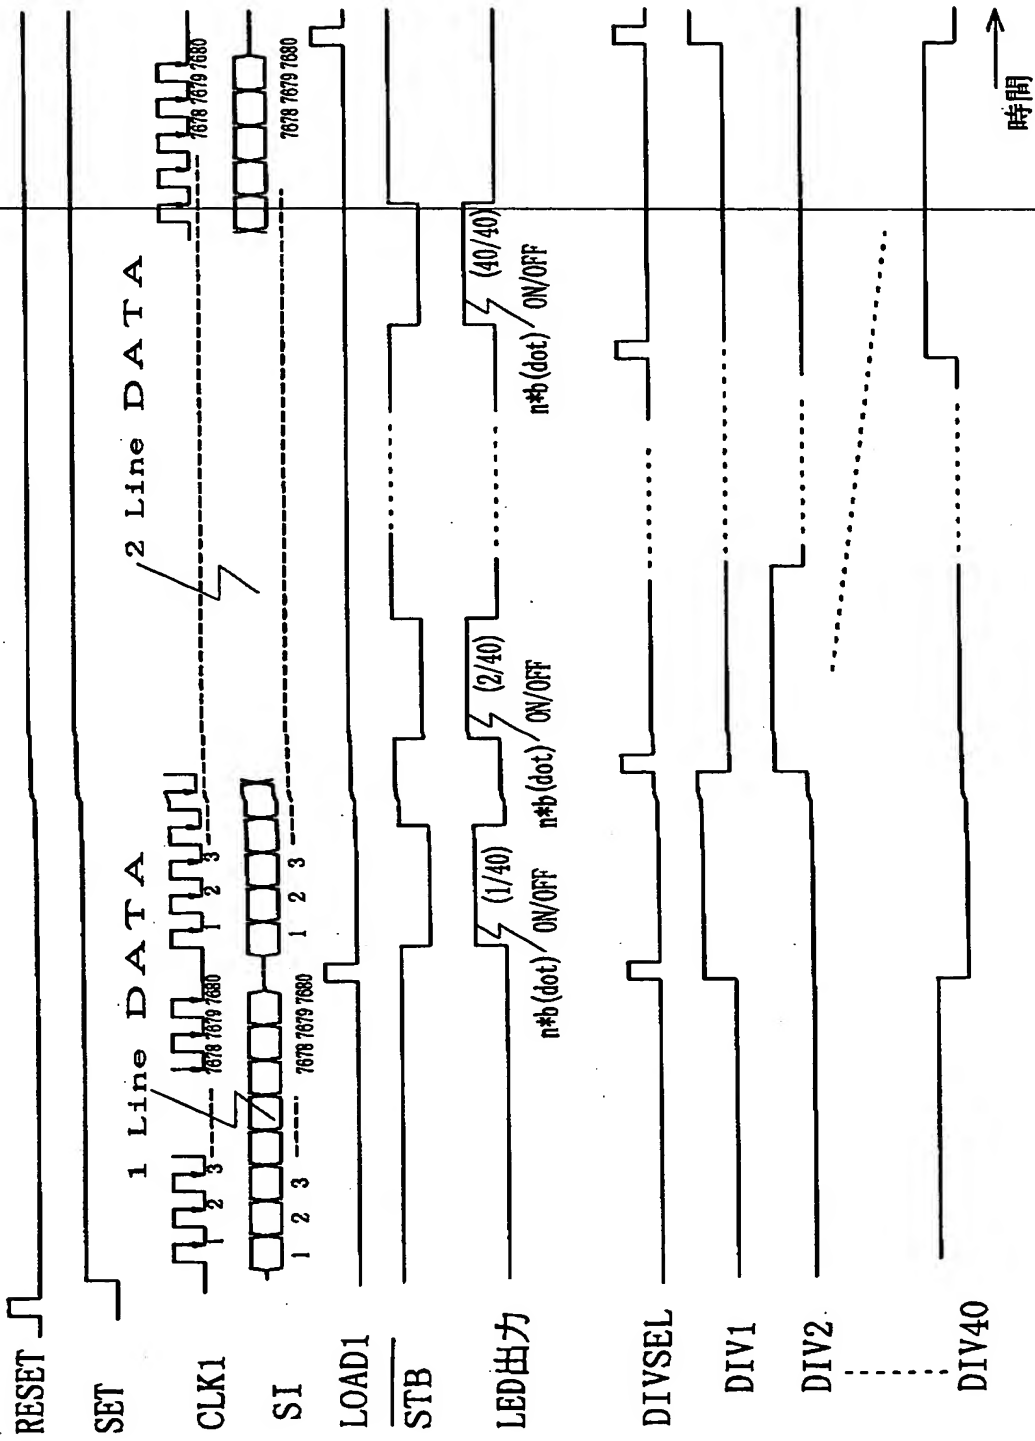 RESET
SET
1 Line DATA
2 Line DATA
CLK1
1 2 3
7678 7679 7680
1 2 3
7678 7679 7680
SI
1 2 3
7678 7679 7680
1 2 3
7678 7679 7680
LOAD1
STB
LED出力
(1/40)
n*b(dot) ON/OFF
(2/40)
n*b(dot) ON/OFF
(40/40)
n*b(dot) ON/OFF
DIVSEL
DIV1
DIV2
DIV40
時間